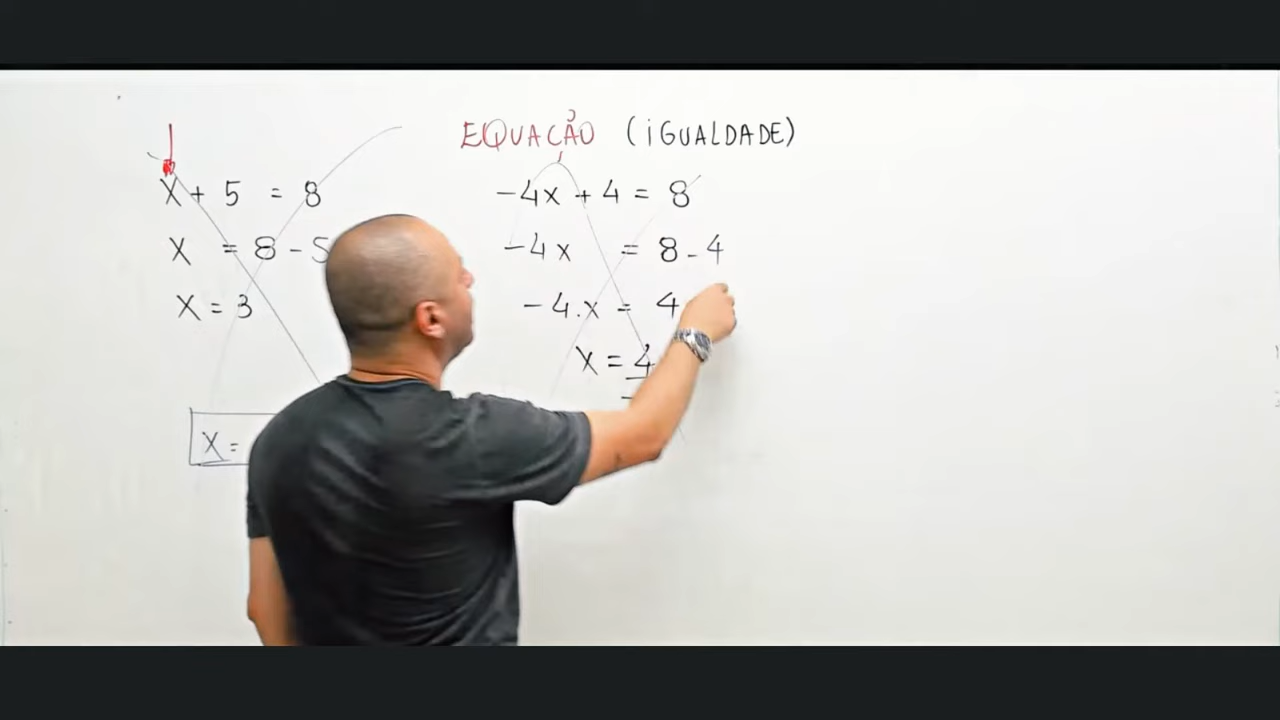 EQUAÇÃO (iGUALDADE)
X + 5 = 8
X = 8 - 5
X = 3
X =
-4x + 4 = 8
-4x = 8 - 4
-4.x = 4
X = 4